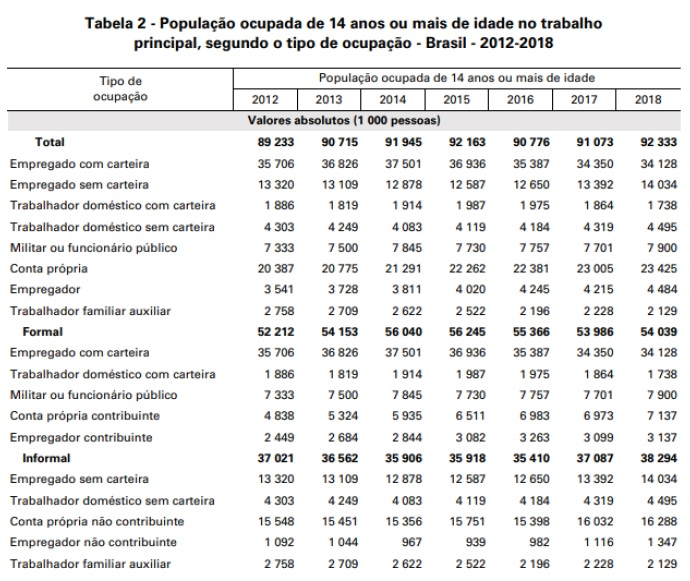 Tabela 2 - População ocupada de 14 anos ou mais de idade no trabalho
principal, segundo o tipo de ocupação - Brasil - 2012-2018
Tipo de
ocupação
População ocupada de 14 anos ou mais de idade
2012 2013 2014 2015 2016 2017 2018
Valores absolutos (1 000 pessoas)
Total 89 233 90 715 91 945 92 163 90 776 91 073 92 333
Empregado com carteira 35 706 36 826 37 501 36 936 35 387 34 350 34 128
Empregado sem carteira 13 320 13 109 12 878 12 587 12 650 13 392 14 034
Trabalhador doméstico com carteira 1 886 1 819 1 914 1 987 1 975 1 864 1 738
Trabalhador doméstico sem carteira 4 303 4 249 4 083 4 119 4 184 4 319 4 495
Militar ou funcionário público 7 333 7 500 7 845 7 730 7 757 7 701 7 900
Conta própria 20 387 20 775 21 291 22 262 22 381 23 005 23 425
Empregador 3 541 3 728 3 811 4 020 4 245 4 215 4 484
Trabalhador familiar auxiliar 2 758 2 709 2 622 2 522 2 196 2 228 2 129
Formal 52 212 54 153 56 040 56 245 55 366 53 986 54 039
Empregado com carteira 35 706 36 826 37 501 36 936 35 387 34 350 34 128
Trabalhador doméstico com carteira 1 886 1 819 1 914 1 987 1 975 1 864 1 738
Militar ou funcionário público 7 333 7 500 7 845 7 730 7 757 7 701 7 900
Conta própria contribuinte 4 838 5 324 5 935 6 511 6 983 6 973 7 137
Empregador contribuinte 2 449 2 684 2 844 3 082 3 263 3 099 3 137
Informal 37 021 36 562 35 906 35 918 35 410 37 087 38 294
Empregado sem carteira 13 320 13 109 12 878 12 587 12 650 13 392 14 034
Trabalhador doméstico sem carteira 4 303 4 249 4 083 4 119 4 184 4 319 4 495
Conta própria não contribuinte 15 548 15 451 15 356 15 751 15 398 16 032 16 288
Empregador não contribuinte 1 092 1 044 967 939 982 1 116 1 347
Trabalhador familiar auxiliar 2 758 2 709 2 622 2 522 2 196 2 228 2 129